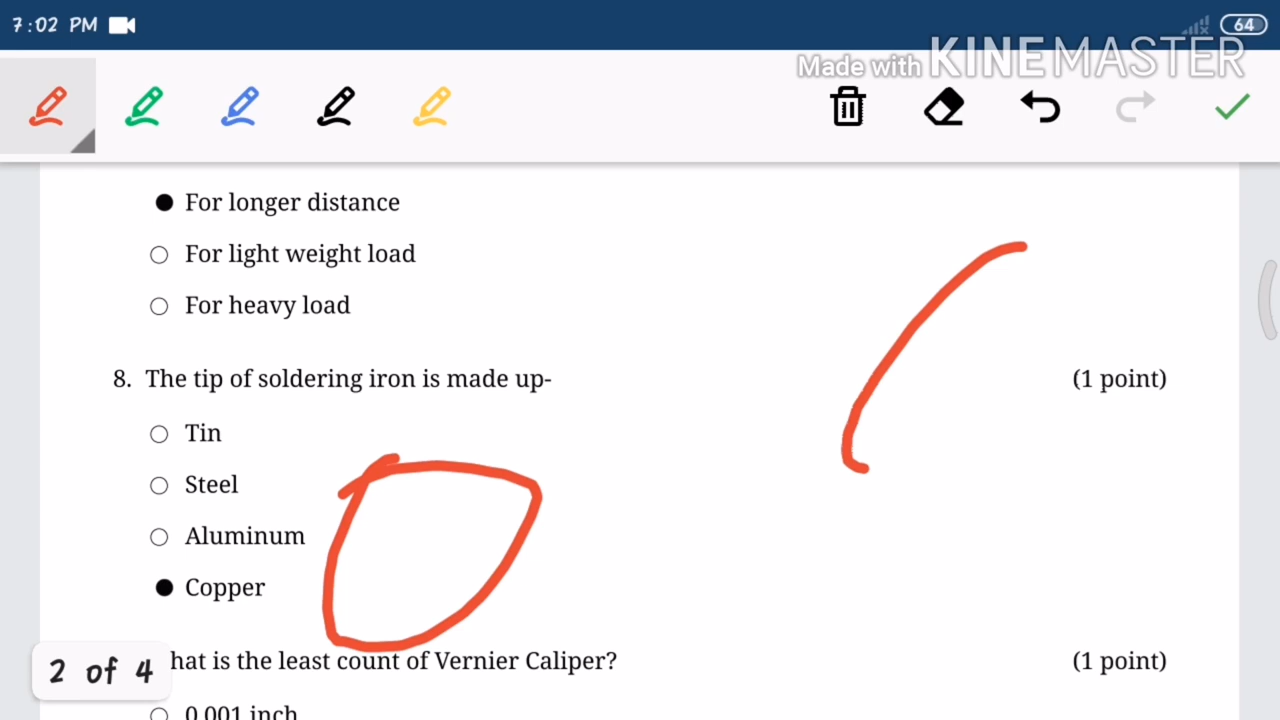 7:02 PM
64
Made with KINEMASTER
For longer distance
For light weight load
For heavy load
8. The tip of soldering iron is made up- (1 point)
Tin
Steel
Aluminum
Copper
2 of 4
hat is the least count of Vernier Caliper? (1 point)
0.001 inch